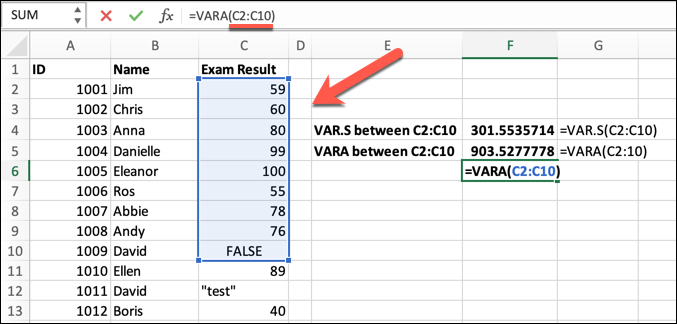 SUM fx =VARA(C2:C10)
A B C D E F G
1 ID Name Exam Result
2 1001 Jim 59
3 1002 Chris 60
4 1003 Anna 80 VAR.S between C2:C10 301.5535714 =VAR.S(C2:C10)
5 1004 Danielle 99 VARA between C2:C10 903.5277778 =VARA(C2:10)
6 1005 Eleanor 100 =VARA(C2:C10)
7 1006 Ros 55
8 1007 Abbie 78
9 1008 Andy 76
10 1009 David FALSE
11 1010 Ellen 89
12 1011 David "test"
13 1012 Boris 40